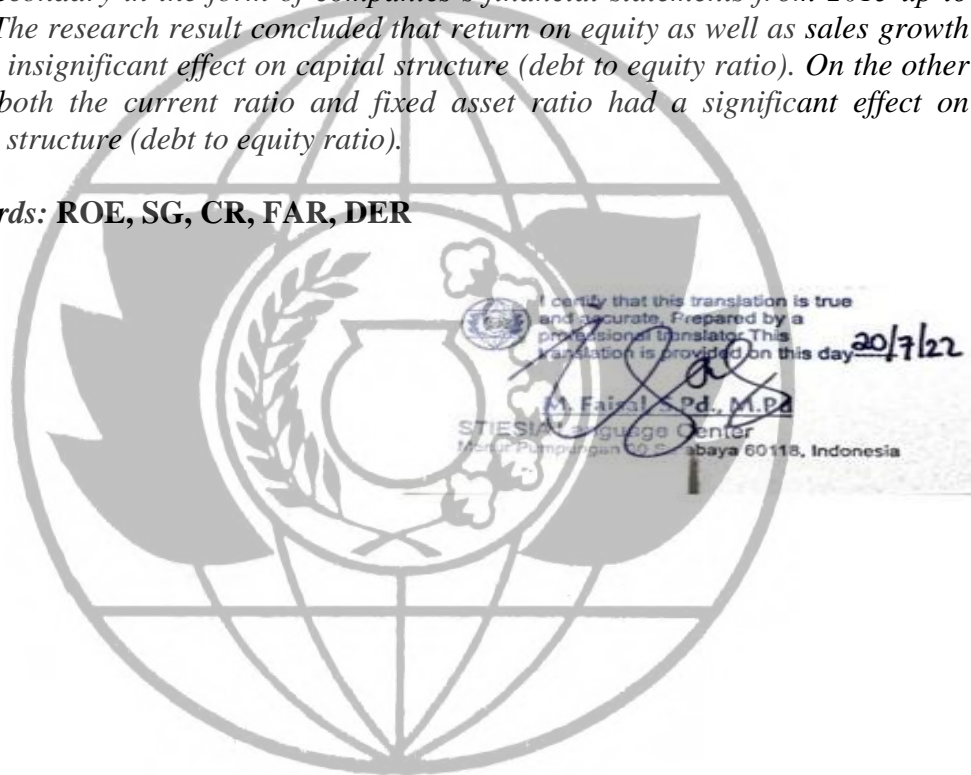 secondary in the form of companies's financial statements from 2015 up to
The research result concluded that return on equity as well as sales growth
insignificant effect on capital structure (debt to equity ratio). On the other
both the current ratio and fixed asset ratio had a significant effect on
structure (debt to equity ratio).
rds: ROE, SG, CR, FAR, DER
I certify that this translation is true
and accurate. Prepared by a
professional translator This
translation is provided on this day 20/7/22
M. Faisal, S.Pd., M.Pd
STIESIA Language Center
Menur Pumpungan 30 Surabaya 60118, Indonesia